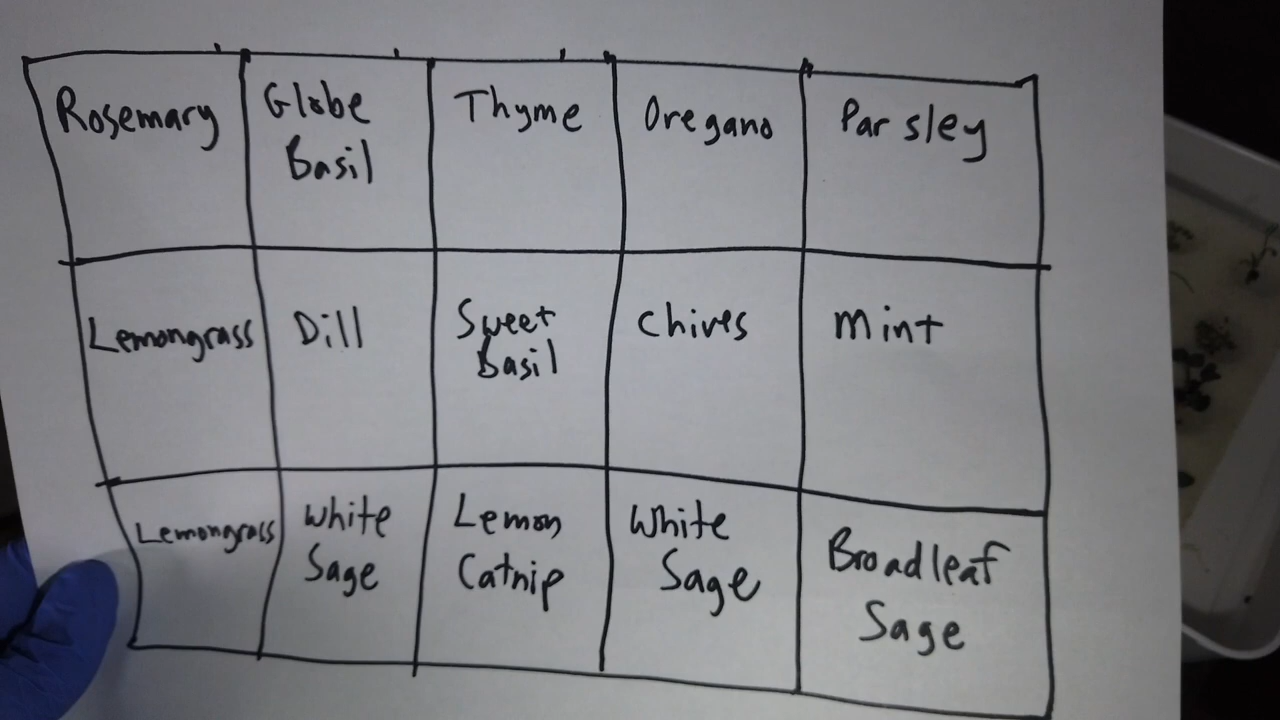 Rosemary
Globe
Basil
Thyme
Oregano
Parsley
Lemongrass
Dill
Sweet
Basil
Chives
Mint
Lemongrass
White
Sage
Lemon
Catnip
White
Sage
Broadleaf
Sage